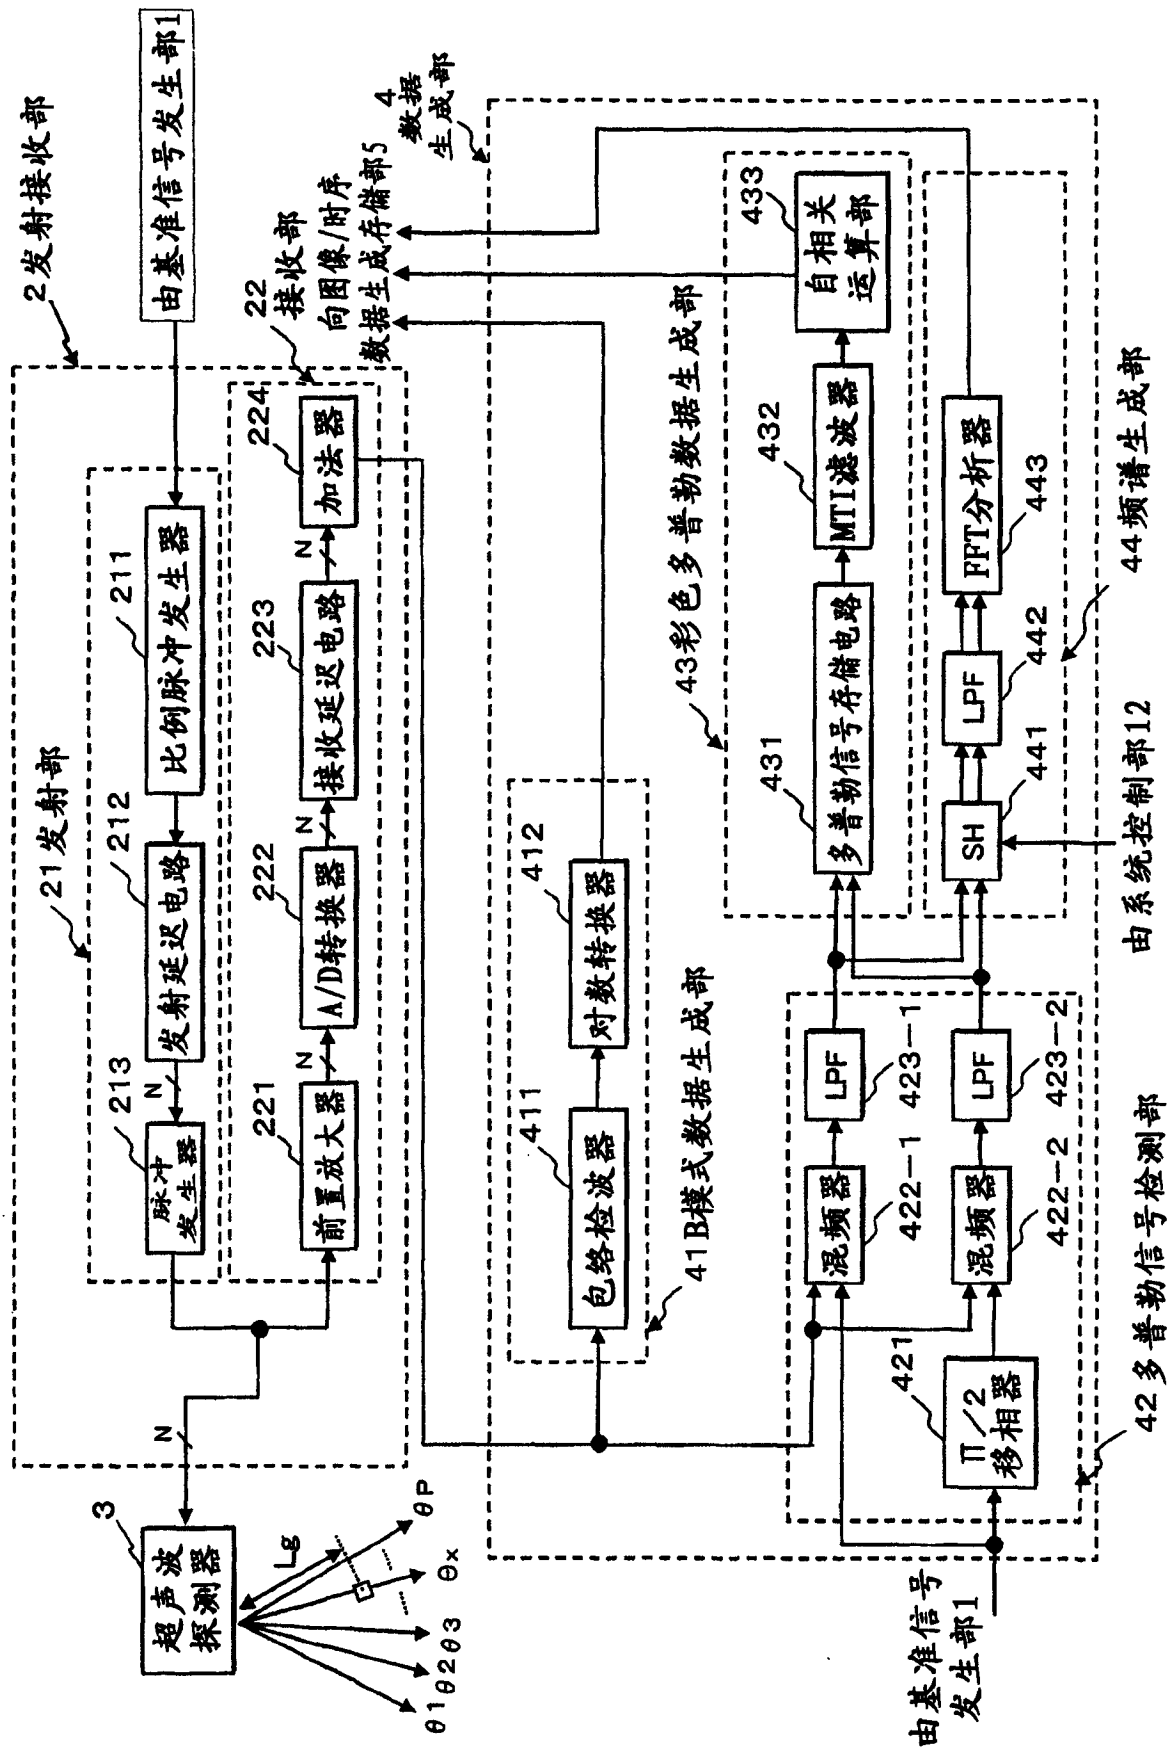 3
超声波
探测器
Lg
θ1
θ2
θ3
θx
θP
N
2发射接收部
由基准信号发生部1
21发射部
213
脉冲
发生器
N
212
发射延迟电路
211
比例脉冲发生器
22
接收部
221
前置放大器
N
222
A/D转换器
N
223
接收延迟电路
N
224
加法器
向图像/时序
数据生成存储部5
4
数据
生成部
411
包络检波器
412
对数转换器
41B模式数据生成部
43彩色多普勒数据生成部
431
多普勒信号存储电路
432
MTI滤波器
433
自相关
运算部
421
Π/2
移相器
混频器
422-1
LPF
423-1
混频器
422-2
LPF
423-2
42多普勒信号检测部
SH
441
LPF
442
FFT分析器
443
44频谱生成部
由系统控制部12
由基准信号
发生部1